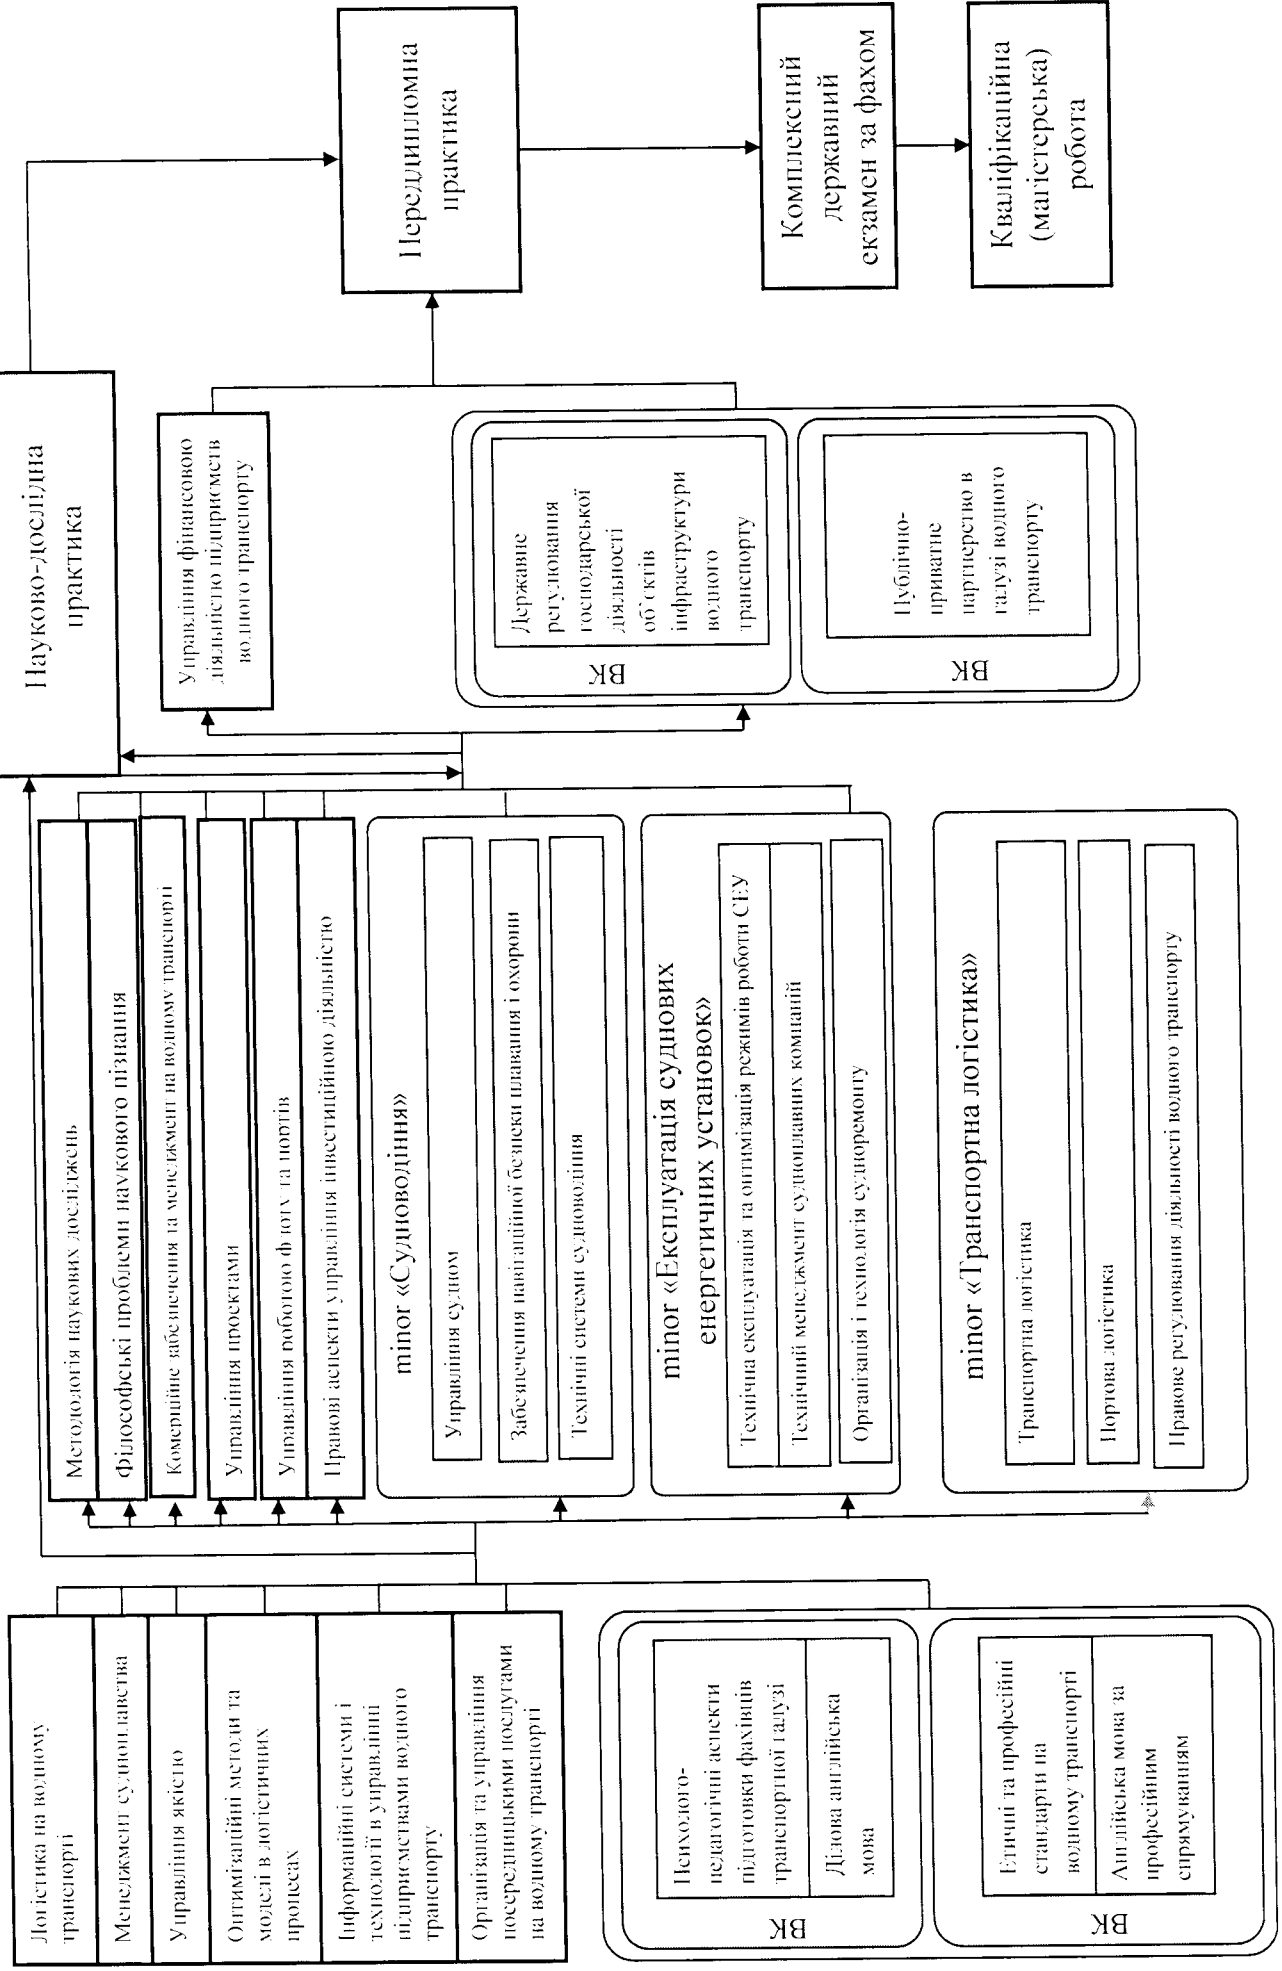 Логістика на водному
транспорті
Менеджмент судноплавства
Управління якістю
Оптимізаційні методи та
моделі в логістичних
процесах
Інформаційні системи і
технології в управлінні
підприємствами водного
транспорту
Організація та управління
посередницькими послугами
на водному транспорті
ВК
Психолого-
педагогічні аспекти
підготовки фахівців
транспортної галузі
Ділова англійська
мова
ВК
Етичні та професійні
стандарти на
водному транспорті
Англійська мова за
професійним
спрямуванням
Методологія наукових досліджень
Філософські проблеми наукового пізнання
Комерційне забезпечення та менеджмент на водному транспорті
Управління проектами
Управління роботою флоту та портів
Правові аспекти управління інвестиційною діяльністю
minor «Судноводіння»
Управління судном
Забезпечення навігаційної безпеки плавання і охорони
Технічні системи судноводіння
minor «Експлуатація суднових
енергетичних установок»
Технічна експлуатація та оптимізація режимів роботи СЕУ
Технічний менеджмент судноплавних компаній
Організація і технологія судноремонту
minor «Транспортна логістика»
Транспортна логістика
Портова логістика
Правове регулювання діяльності водного транспорту
Науково-дослідна
практика
Управління фінансовою
діяльністю підприємств
водного транспорту
ВК
Державне
регулювання
господарської
діяльності
об`єктів
інфраструктури
водного
транспорту
ВК
Публічно-
приватне
партнерство в
галузі водного
транспорту
Переддипломна
практика
Комплексний
державний
екзамен за фахом
Кваліфікаційна
(магістерська)
робота